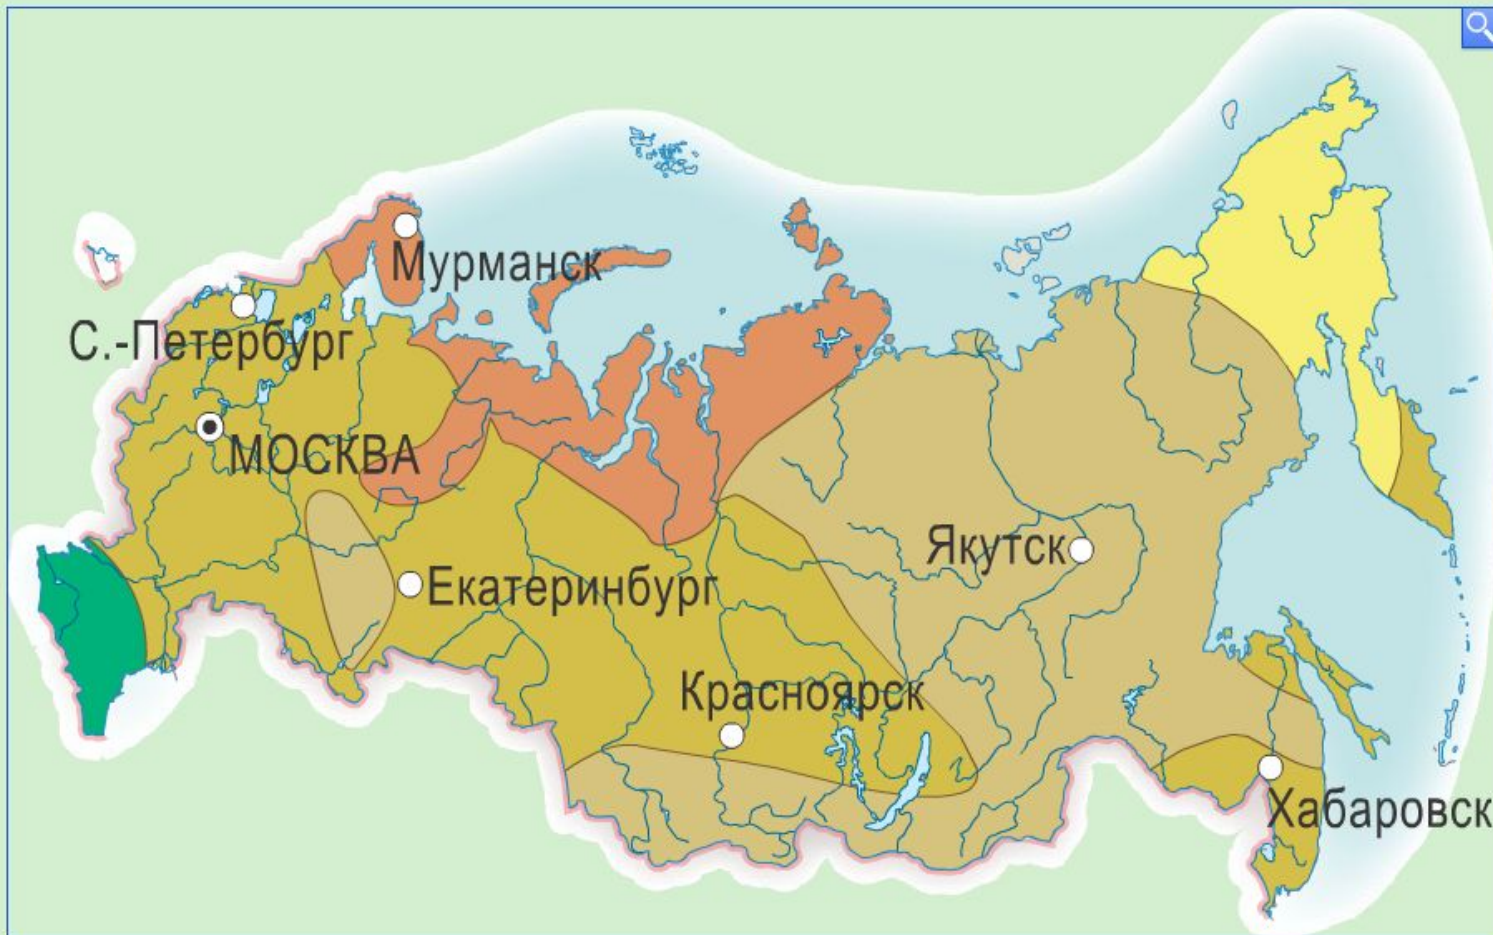 Мурманск
С.-Петербург
МОСКВА
Якутск
Екатеринбург
Красноярск
Хабаровск